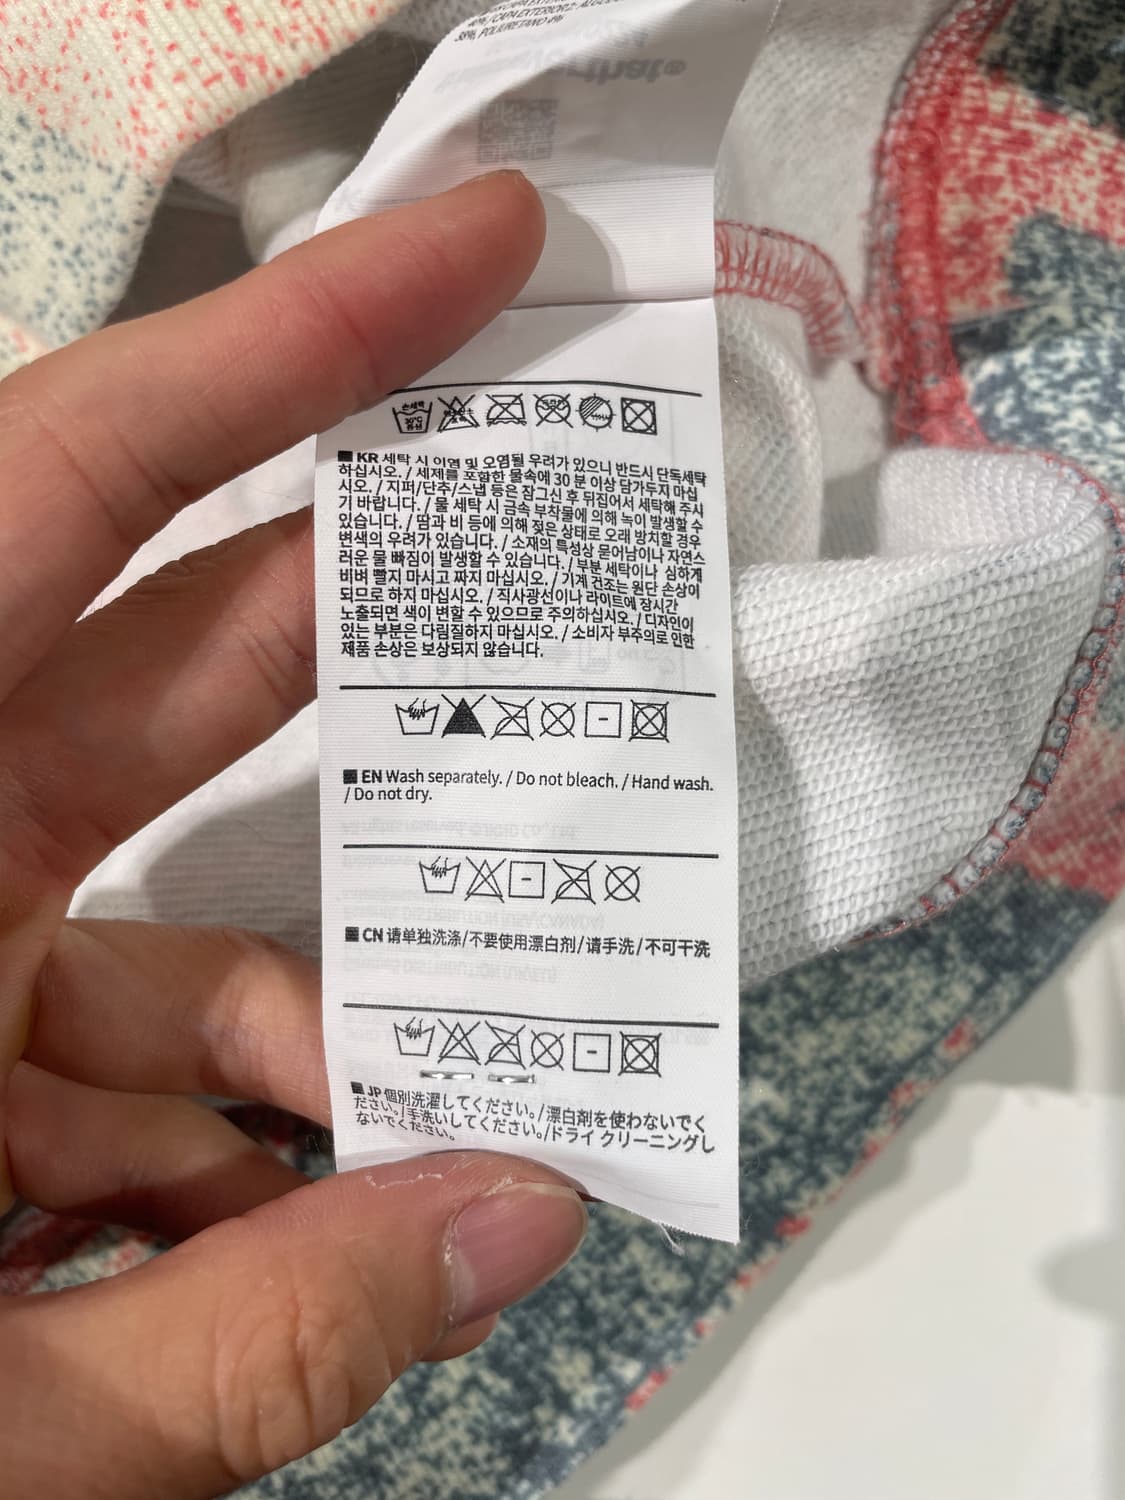 38%, POLIURETANO 4%
손세탁
30℃
중성
■ KR 세탁 시 이염 및 오염될 우려가 있으니 반드시 단독세탁
하십시오. / 세제를 포함한 물속에 30 분 이상 담가두지 마십
시오. / 지퍼/단추/스냅 등은 잠그신 후 뒤집어서 세탁해 주시
기 바랍니다. / 물 세탁 시 금속 부착물에 의해 녹이 발생할 수
있습니다. / 땀과 비 등에 의해 젖은 상태로 오래 방치할 경우
변색의 우려가 있습니다. / 소재의 특성상 묻어남이나 자연스
러운 물 빠짐이 발생할 수 있습니다. / 부분 세탁이나 심하게
비벼 빨지 마시고 짜지 마십시오. / 기계 건조는 원단 손상이
되므로 하지 마십시오. / 직사광선이나 라이트에 장시간
노출되면 색이 변할 수 있으므로 주의하십시오. / 디자인이
있는 부분은 다림질하지 마십시오. / 소비자 부주의로 인한
제품 손상은 보상되지 않습니다.
■ EN Wash separately. / Do not bleach. / Hand wash.
/ Do not dry.
■ CN 请单独洗涤/不要使用漂白剂/请手洗/不可干洗
■ JP 個別洗濯してください。/漂白剤を使わないでく
ださい。/手洗いしてください。/ドライ クリーニングし
ないでください。